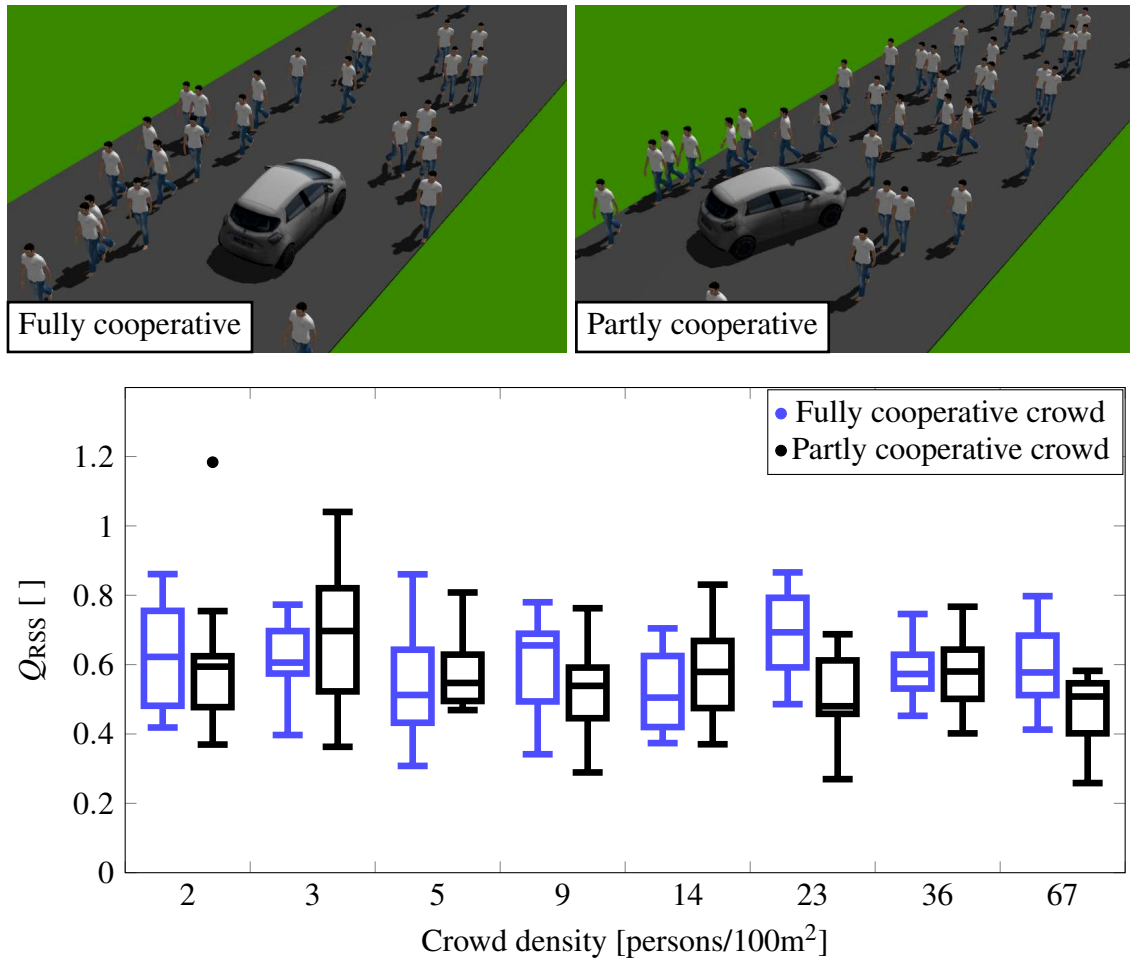 Fully cooperative
Partly cooperative
Fully cooperative crowd
Partly cooperative crowd
1.2
1
0.8
0.6
0.4
0.2
0
Q_RSS [ ]
2 3 5 9 14 23 36 67
Crowd density [persons/100m²]